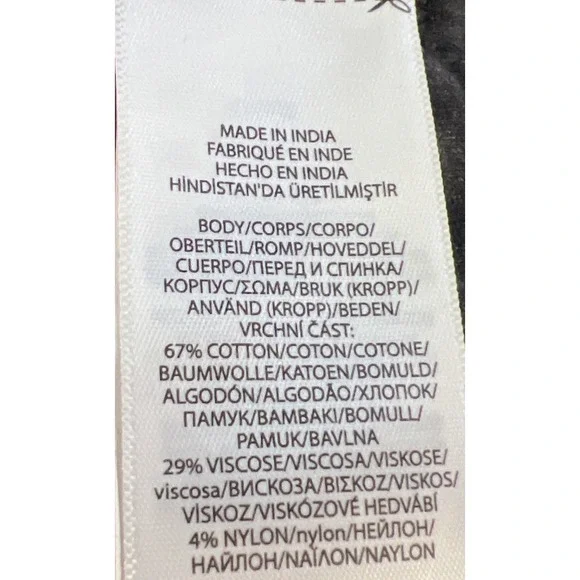 MADE IN INDIA
FABRIQUÉ EN INDE
HECHO EN INDIA
HİNDİSTAN'DA ÜRETİLMİŞTİR
BODY/CORPS/CORPO/
OBERTEIL/ROMP/HOVEDDEL/
CUERPO/ПЕРЕД И СПИНКА/
КОРПУС/ΣΩΜΑ/BRUK (KROPP)/
ANVÄND (KROPP)/BEDEN/
VRCHNÍ ČÁST:
67% COTTON/COTON/COTONE/
BAUMWOLLE/KATOEN/BOMULD/
ALGODÓN/ALGODÃO/ХЛОПОК/
ПАМУК/ΒΑΜΒΑΚΙ/BOMULL/
PAMUK/BAVLNA
29% VISCOSE/VISCOSA/VISKOSE/
viscosa/ВИСКОЗА/ΒΙΣΚΟΖ/VISKOS/
VİSKOZ/VISKÓZOVÉ HEDVÁBÍ
4% NYLON/nylon/НЕЙЛОН/
НАЙЛОН/ΝΑΪΛΟΝ/NAYLON